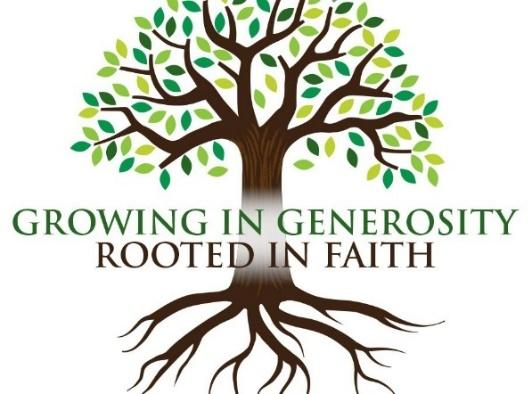 GROWING IN GENEROSITY
ROOTED IN FAITH